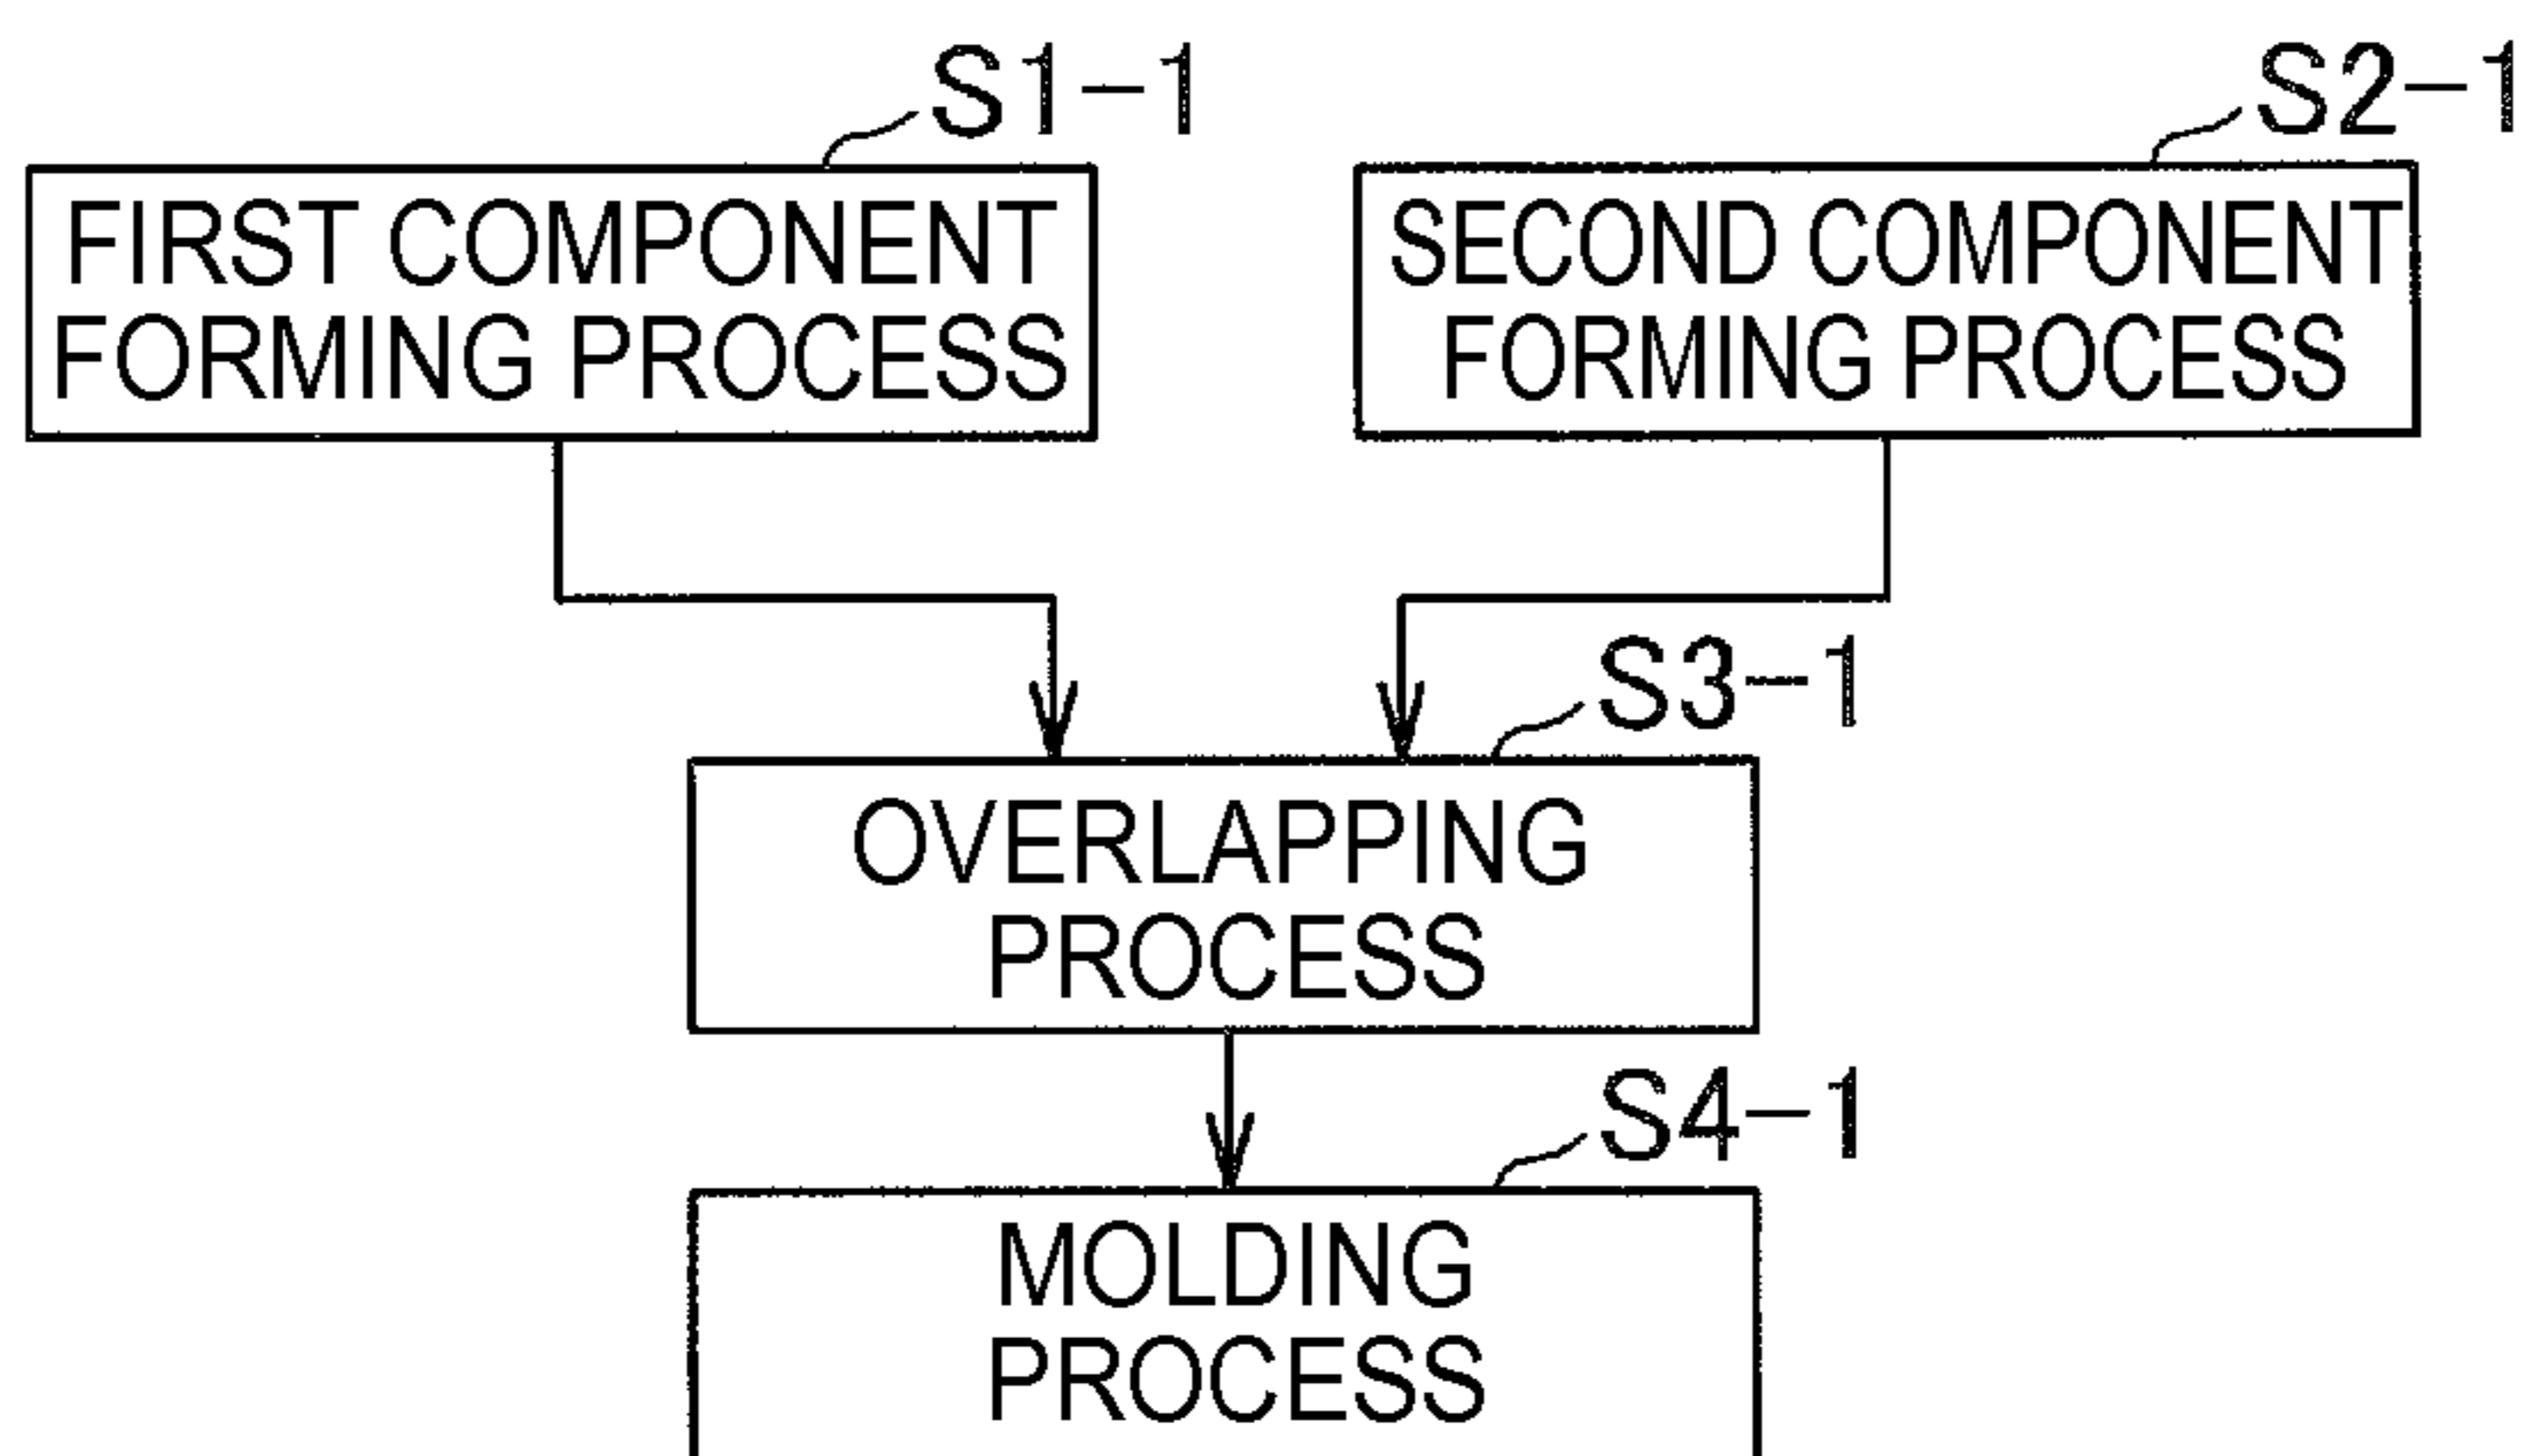 S1-1
S2-1
FIRST COMPONENT
FORMING PROCESS
SECOND COMPONENT
FORMING PROCESS
S3-1
OVERLAPPING
PROCESS
S4-1
MOLDING
PROCESS